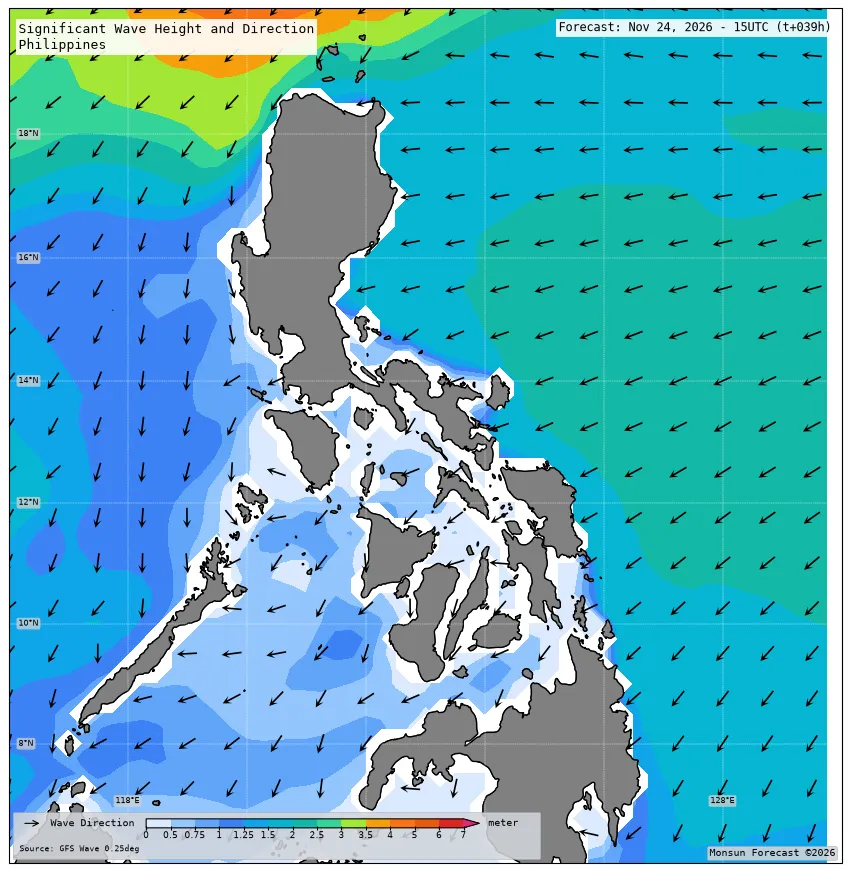 Significant Wave Height and Direction
Philippines
Forecast: Nov 24, 2026 - 15UTC (t+039h)
18°N
16°N
14°N
12°N
10°N
8°N
118°E
128°E
Wave Direction
0 0.5 0.75 1 1.25 1.5 2 2.5 3 3.5 4 5 6 7
meter
Source: GFS Wave 0.25deg
Monsun Forecast ©2026